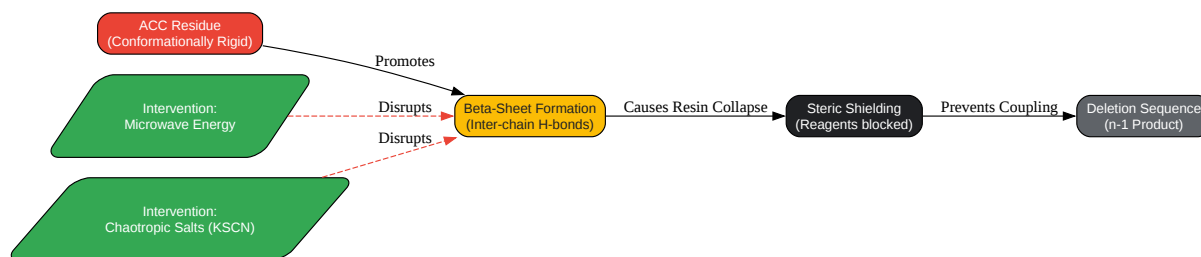 ACC Residue
(Conformationally Rigid)
Promotes
Intervention:
Microwave Energy
Disrupts
Beta-Sheet Formation
(Inter-chain H-bonds)
Causes Resin Collapse
Steric Shielding
(Reagents blocked)
Prevents Coupling
Deletion Sequence
(n-1 Product)
Disrupts
Intervention:
Chaotropic Salts (KSCN)